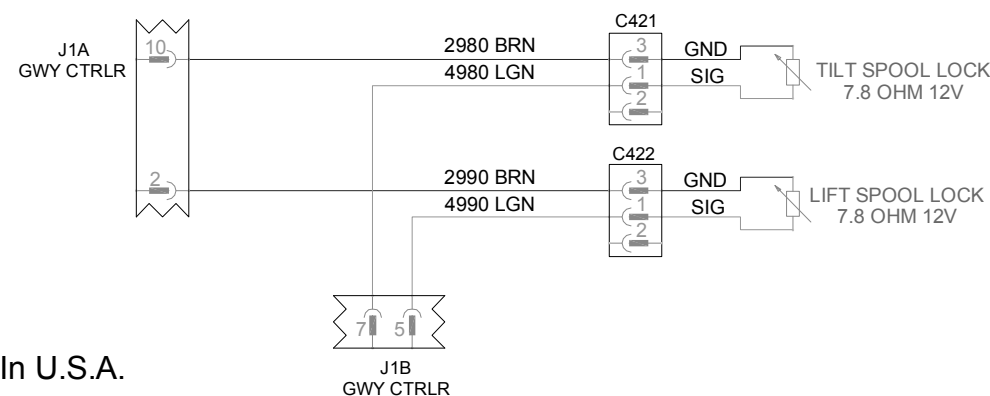 C421
J1A
GWY CTRLR
10
2980 BRN
3
GND
4980 LGN
1
SIG
2
TILT SPOOL LOCK
7.8 OHM 12V
C422
2
2990 BRN
3
GND
4990 LGN
1
SIG
2
LIFT SPOOL LOCK
7.8 OHM 12V
7
5
J1B
GWY CTRLR
In U.S.A.